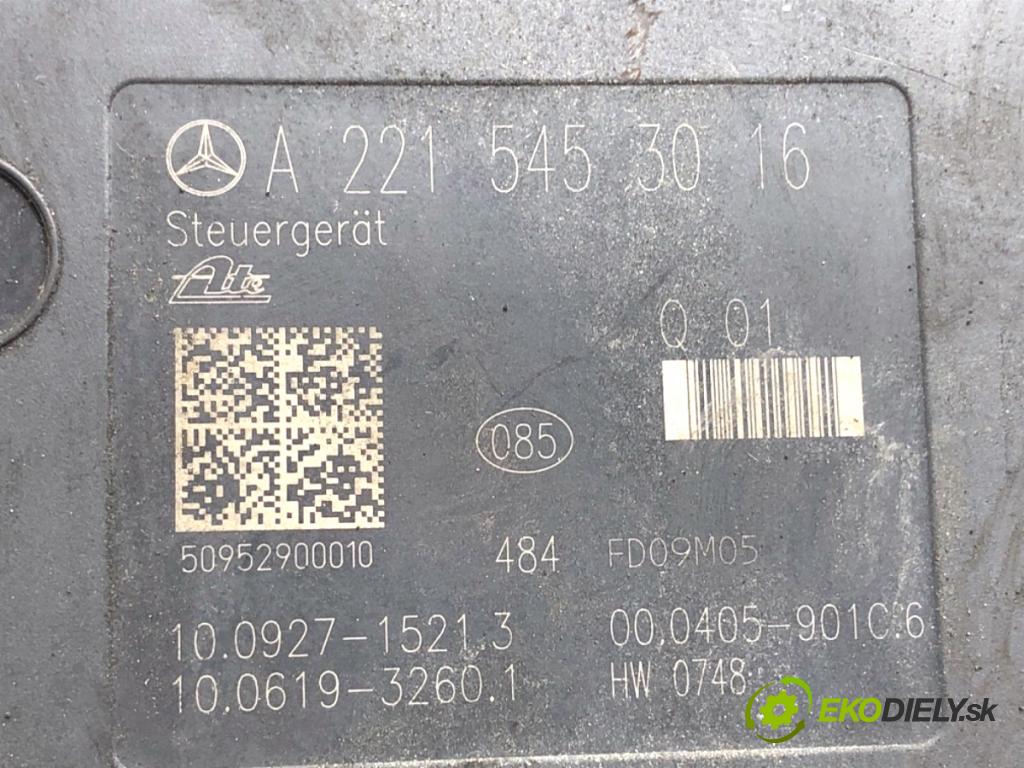 A 221 545 30 16
Steuergerät
Ate
Q 01
085
50952900010 484 FD09M05
10.0927-1521.3 00.0405-901C.6
10.0619-3260.1 HW 0748
EKODIELY.sk